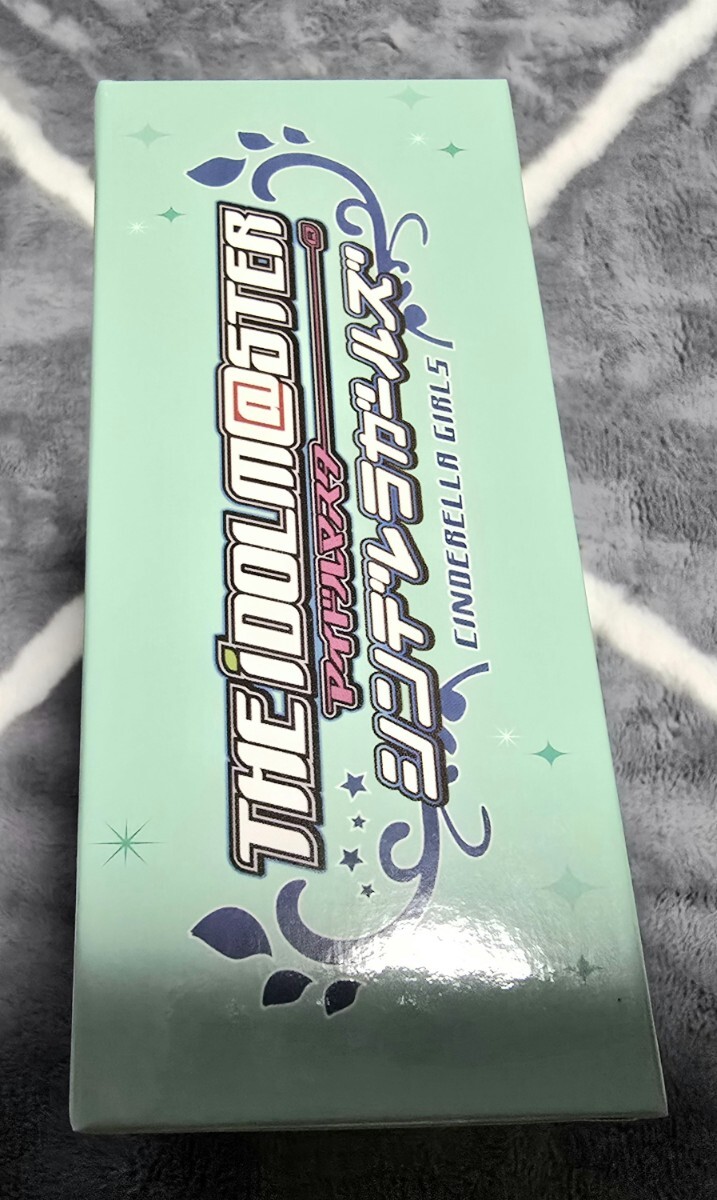 THE iDOLM@STER
アイドルマスター
シンデレラガールズ
CINDERELLA GIRLS